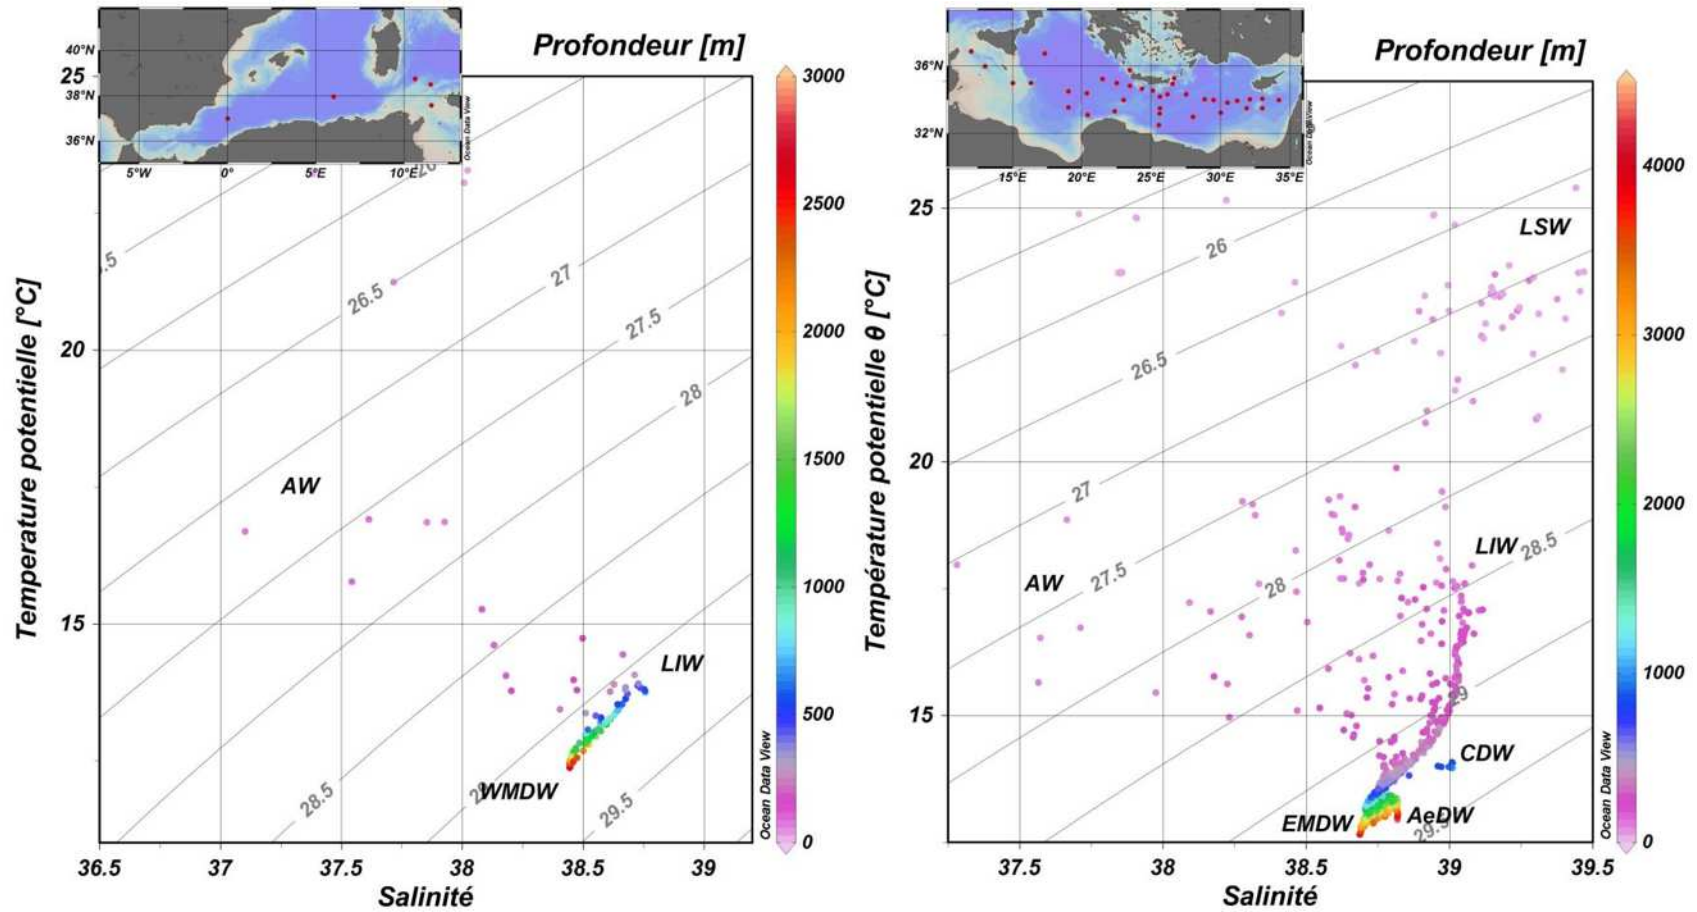 Profondeur [m]
40°N
38°N
36°N
5°W
0°
5°E
10°E
Ocean Data View
25
20
15
Temperature potentielle [°C]
26.5
27
27.5
28
28.5
29.5
AW
LIW
WMDW
Ocean Data View
36.5
37
37.5
38
38.5
39
Salinité
3000
2500
2000
1500
1000
500
0
Profondeur [m]
36°N
32°N
15°E
20°E
25°E
30°E
35°E
25
20
15
Température potentielle θ [°C]
26
26.5
27
27.5
28
28.5
29
LSW
LIW
AW
CDW
EMDW
AeDW
Ocean Data View
37.5
38
38.5
39
39.5
Salinité
4000
3000
2000
1000
0